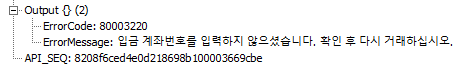 Output {} (2)
ErrorCode: 80003220
ErrorMessage: 입금 계좌번호를 입력하지 않으셨습니다. 확인 후 다시 거래하십시오.
API_SEQ: 8208f6ced4e0d218698b100003669cbe